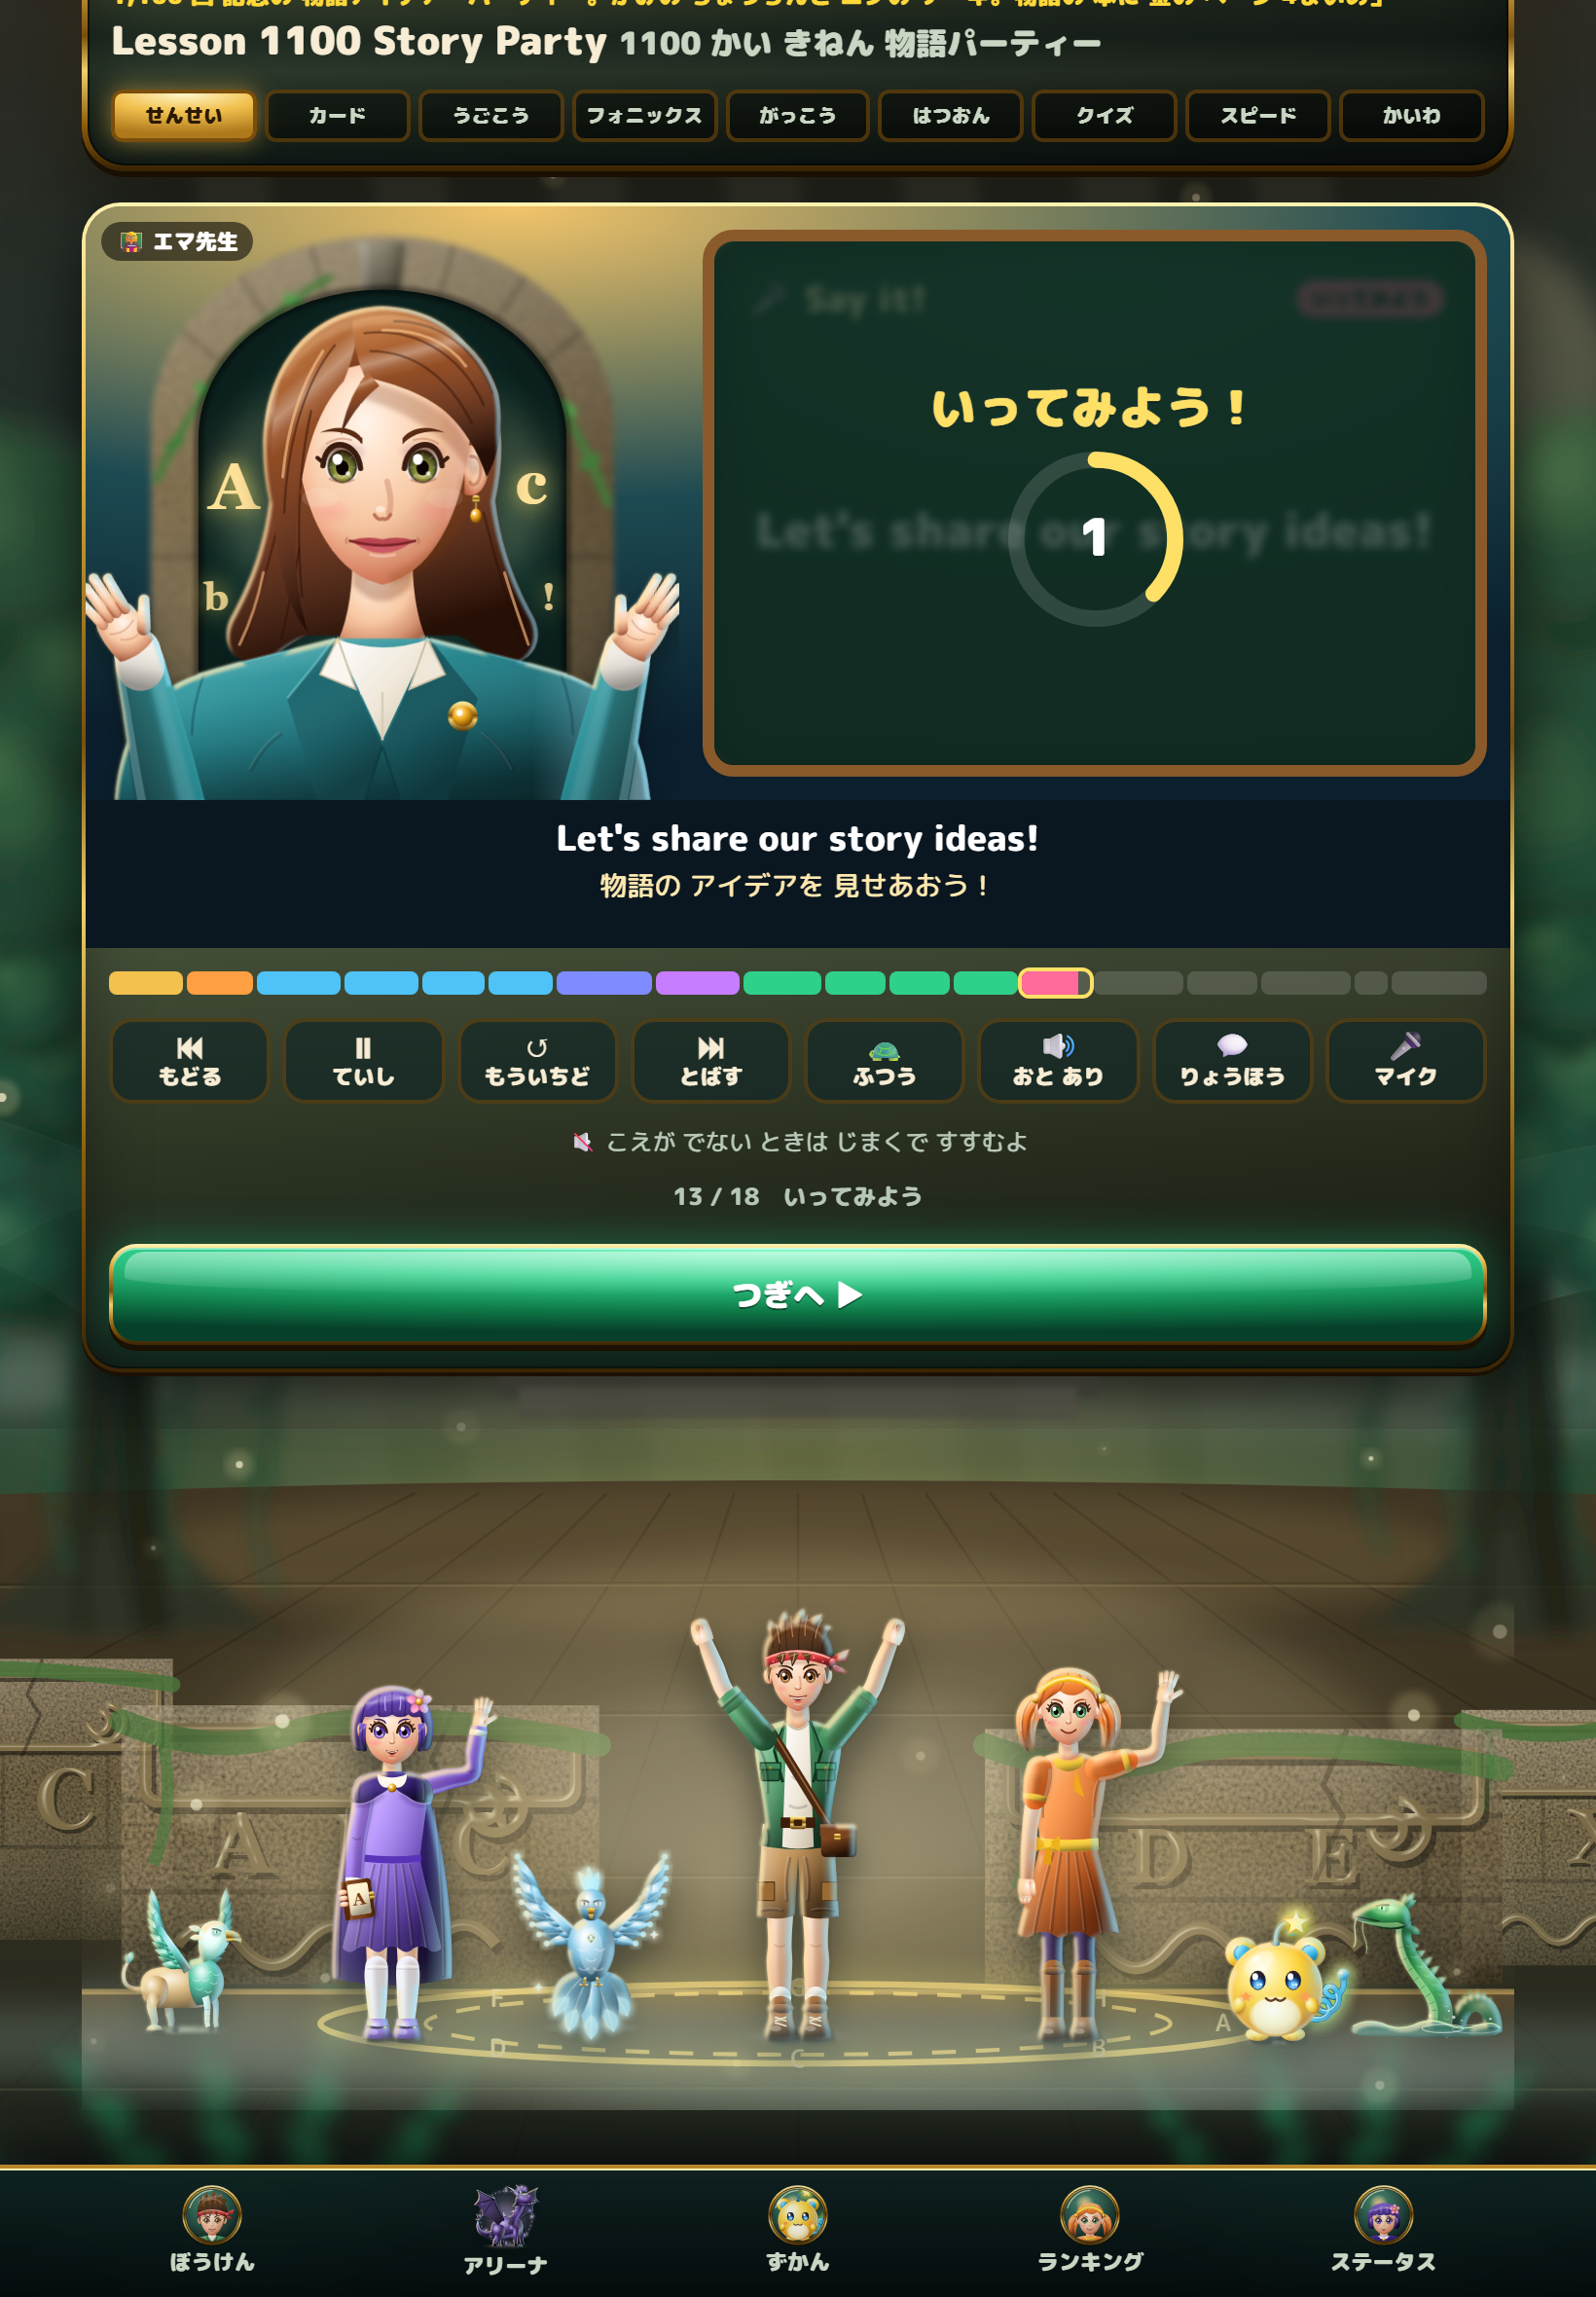 Lesson 1100 Story Party 1100 かい きねん 物語パーティー
せんせい カード うごこう フォニックス がっこう はつおん クイズ スピード かいわ
エマ先生
A c
b !
Say it!
いってみよう！
1
Let's share our story ideas!
Let's share our story ideas!
物語の アイデアを 見せあおう！
もどる ていし もういちど とばす ふつう おと あり りょうほう マイク
こえが でない ときは じまくで すすむよ
13 / 18 いってみよう
つぎへ ▶
C A C D E
A
F D C B A
ぼうけん アリーナ ずかん ランキング ステータス